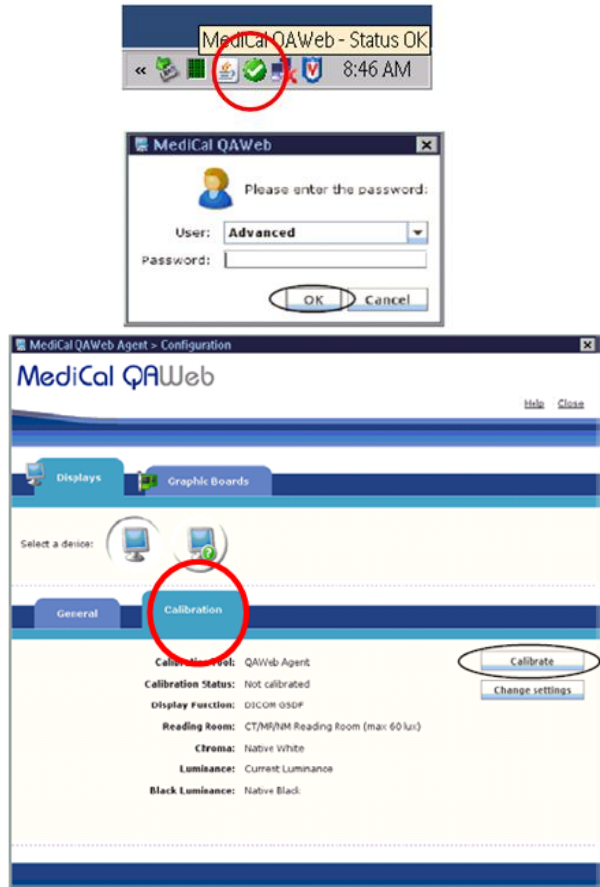 MediCal QAWeb - Status OK
« V 8:46 AM
MediCal QAWeb
Please enter the password:
User: Advanced
Password:
OK Cancel
MediCal QAWeb Agent > Configuration
MediCal QAWeb
Help Close
Displays Graphic Boards
Select a device:
General Calibration
Calibration Tool: QAWeb Agent Calibrate
Calibration Status: Not calibrated Change settings
Display Function: DICOM GSDF
Reading Room: CT/MR/NM Reading Room (max 60 lux)
Chroma: Native White
Luminance: Current Luminance
Black Luminance: Native Black